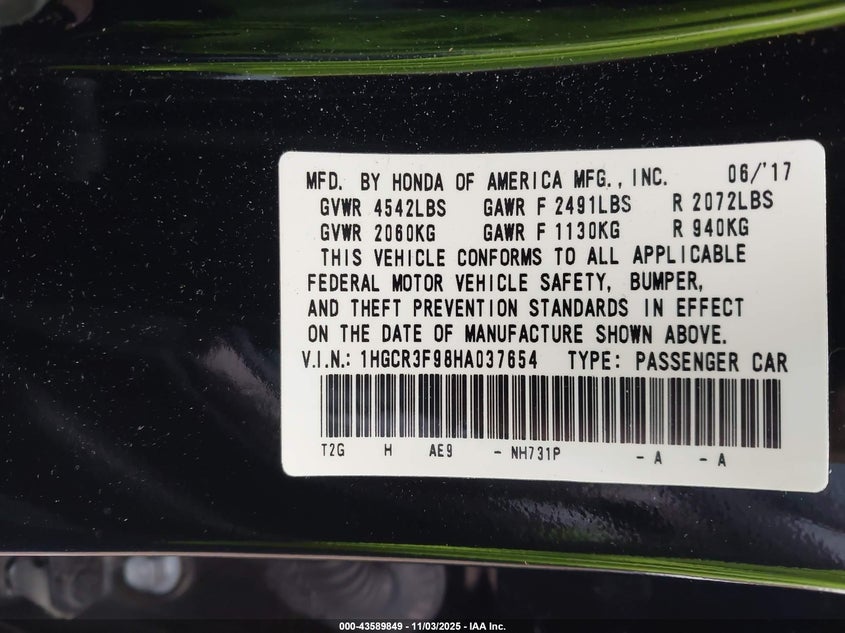 MFD. BY HONDA OF AMERICA MFG., INC. 06/'17
GVWR 4542LBS GAWR F 2491LBS R 2072LBS
GVWR 2060KG GAWR F 1130KG R 940KG
THIS VEHICLE CONFORMS TO ALL APPLICABLE
FEDERAL MOTOR VEHICLE SAFETY, BUMPER,
AND THEFT PREVENTION STANDARDS IN EFFECT
ON THE DATE OF MANUFACTURE SHOWN ABOVE.
V.I.N.: 1HGCR3F98HA037654 TYPE: PASSENGER CAR
T2G H AE9 - NH731P - A - A
000-43589849 - 11/03/2025 - IAA Inc.